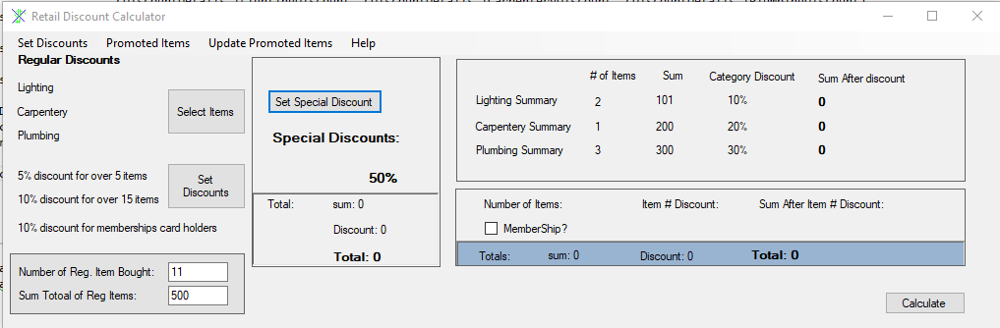 Retail Discount Calculator
Set Discounts Promoted Items Update Promoted Items Help
Regular Discounts
Lighting
Carpentery
Plumbing
Select Items
5% discount for over 5 items
10% discount for over 15 items
Set Discounts
10% discount for memberships card holders
Number of Reg. Item Bought: 11
Sum Totoal of Reg Items: 500
Set Special Discount
Special Discounts:
50%
Total: sum: 0
Discount: 0
Total: 0
# of Items Sum Category Discount Sum After discount
Lighting Summary 2 101 10% 0
Carpentery Summary 1 200 20% 0
Plumbing Summary 3 300 30% 0
Number of Items: Item # Discount: Sum After Item # Discount:
MemberShip?
Totals: sum: 0 Discount: 0 Total: 0
Calculate